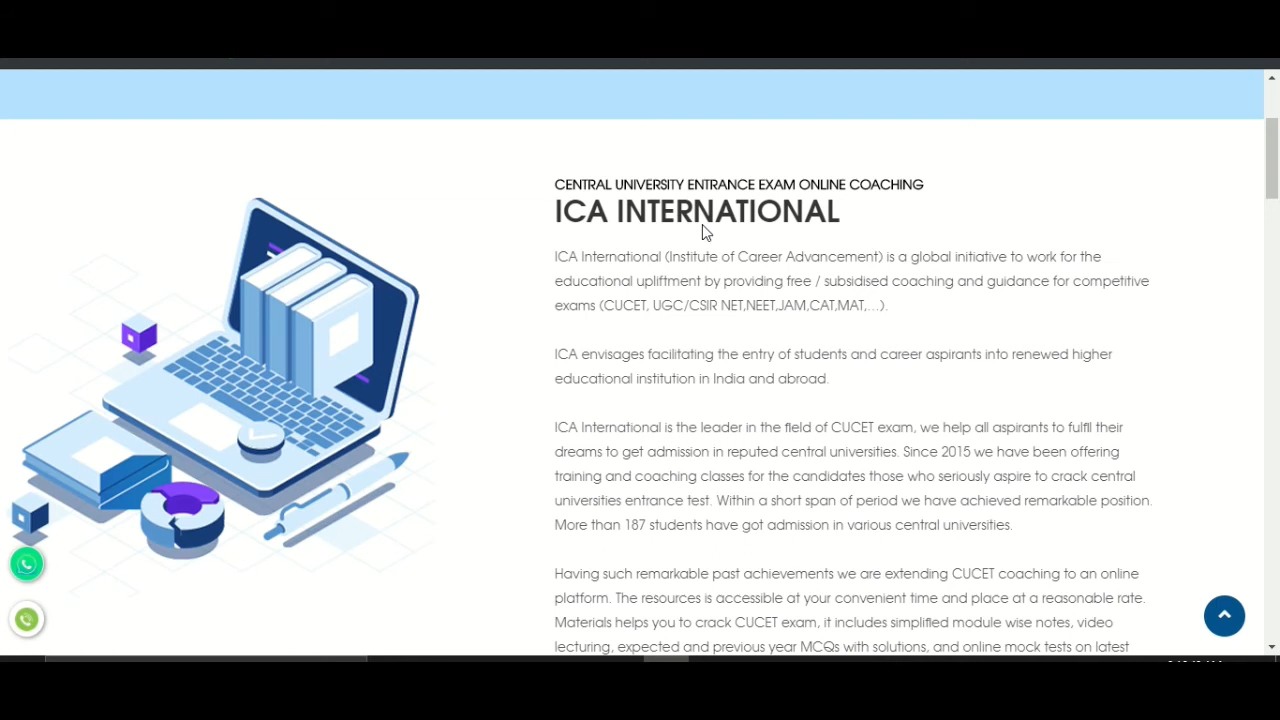 CENTRAL UNIVERSITY ENTRANCE EXAM ONLINE COACHING
ICA INTERNATIONAL
ICA International (Institute of Career Advancement) is a global initiative to work for the
educational upliftment by providing free / subsidised coaching and guidance for competitive
exams (CUCET, UGC/CSIR NET,NEET,JAM,CAT,MAT,...).
ICA envisages facilitating the entry of students and career aspirants into renewed higher
educational institution in India and abroad.
ICA International is the leader in the field of CUCET exam, we help all aspirants to fulfil their
dreams to get admission in reputed central universities. Since 2015 we have been offering
training and coaching classes for the candidates those who seriously aspire to crack central
universities entrance test. Within a short span of period we have achieved remarkable position.
More than 187 students have got admission in various central universities.
Having such remarkable past achievements we are extending CUCET coaching to an online
platform. The resources is accessible at your convenient time and place at a reasonable rate.
Materials helps you to crack CUCET exam, it includes simplified module wise notes, video
lecturing, expected and previous year MCQs with solutions, and online mock tests on latest